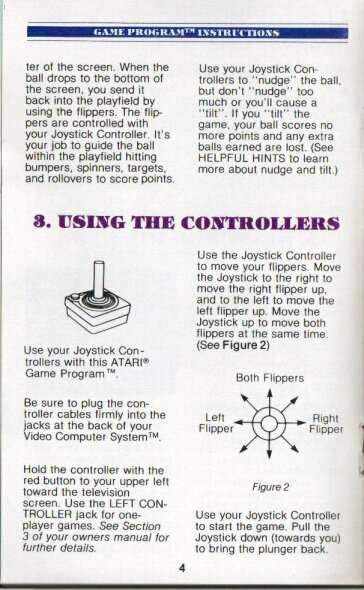 GAME PROGRAM™ INSTRUCTIONS
ter of the screen. When the
ball drops to the bottom of
the screen, you send it
back into the playfield by
using the flippers. The flip-
pers are controlled with
your Joystick Controller. It's
your job to guide the ball
within the playfield hitting
bumpers, spinners, targets,
and rollovers to score points.
Use your Joystick Con-
trollers to "nudge" the ball,
but don't "nudge" too
much or you'll cause a
"tilt". If you "tilt" the
game, your ball scores no
more points and any extra
balls earned are lost. (See
HELPFUL HINTS to learn
more about nudge and tilt.)
3. USING THE CONTROLLERS
Use your Joystick Con-
trollers with this ATARI®
Game Program™.
Be sure to plug the con-
troller cables firmly into the
jacks at the back of your
Video Computer System™.
Hold the controller with the
red button to your upper left
toward the television
screen. Use the LEFT CON-
TROLLER jack for one-
player games. See Section
3 of your owners manual for
further details.
Use the Joystick Controller
to move your flippers. Move
the Joystick to the right to
move the right flipper up,
and to the left to move the
left flipper up. Move the
Joystick up to move both
flippers at the same time.
(See Figure 2)
Both Flippers
Left
Flipper
Right
Flipper
Figure 2
Use your Joystick Controller
to start the game. Pull the
Joystick down (towards you)
to bring the plunger back.
4